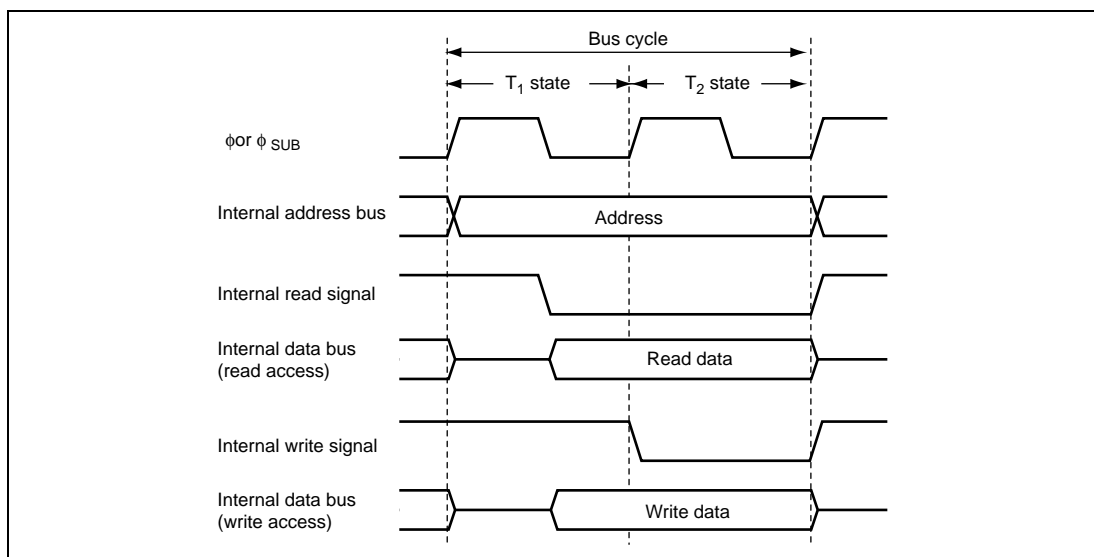 Bus cycle
T1 state
T2 state
ϕor ϕ SUB
Internal address bus
Address
Internal read signal
Internal data bus
(read access)
Read data
Internal write signal
Internal data bus
(write access)
Write data